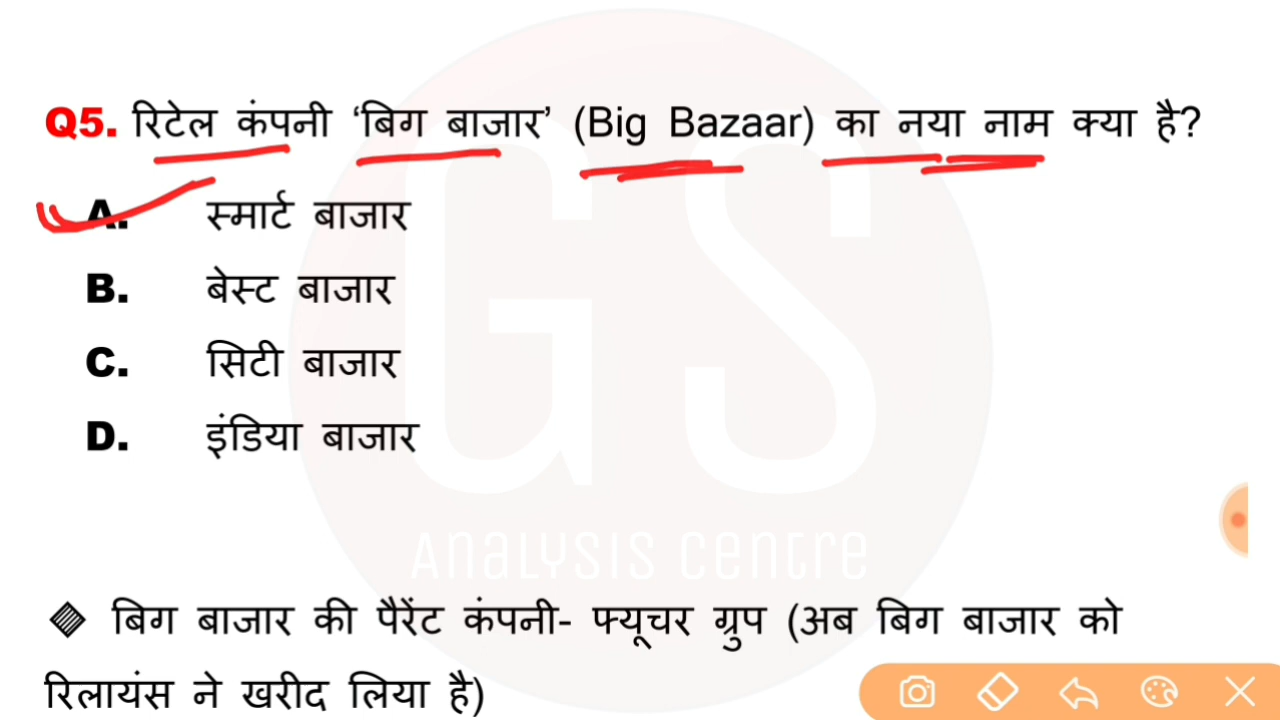 Q5. रिटेल कंपनी ‘बिग बाजार’ (Big Bazaar) का नया नाम क्या है?
A. स्मार्ट बाजार
B. बेस्ट बाजार
C. सिटी बाजार
D. इंडिया बाजार
GS
Analysis Centre
बिग बाजार की पैरेंट कंपनी- फ्यूचर ग्रुप (अब बिग बाजार को
रिलायंस ने खरीद लिया है)